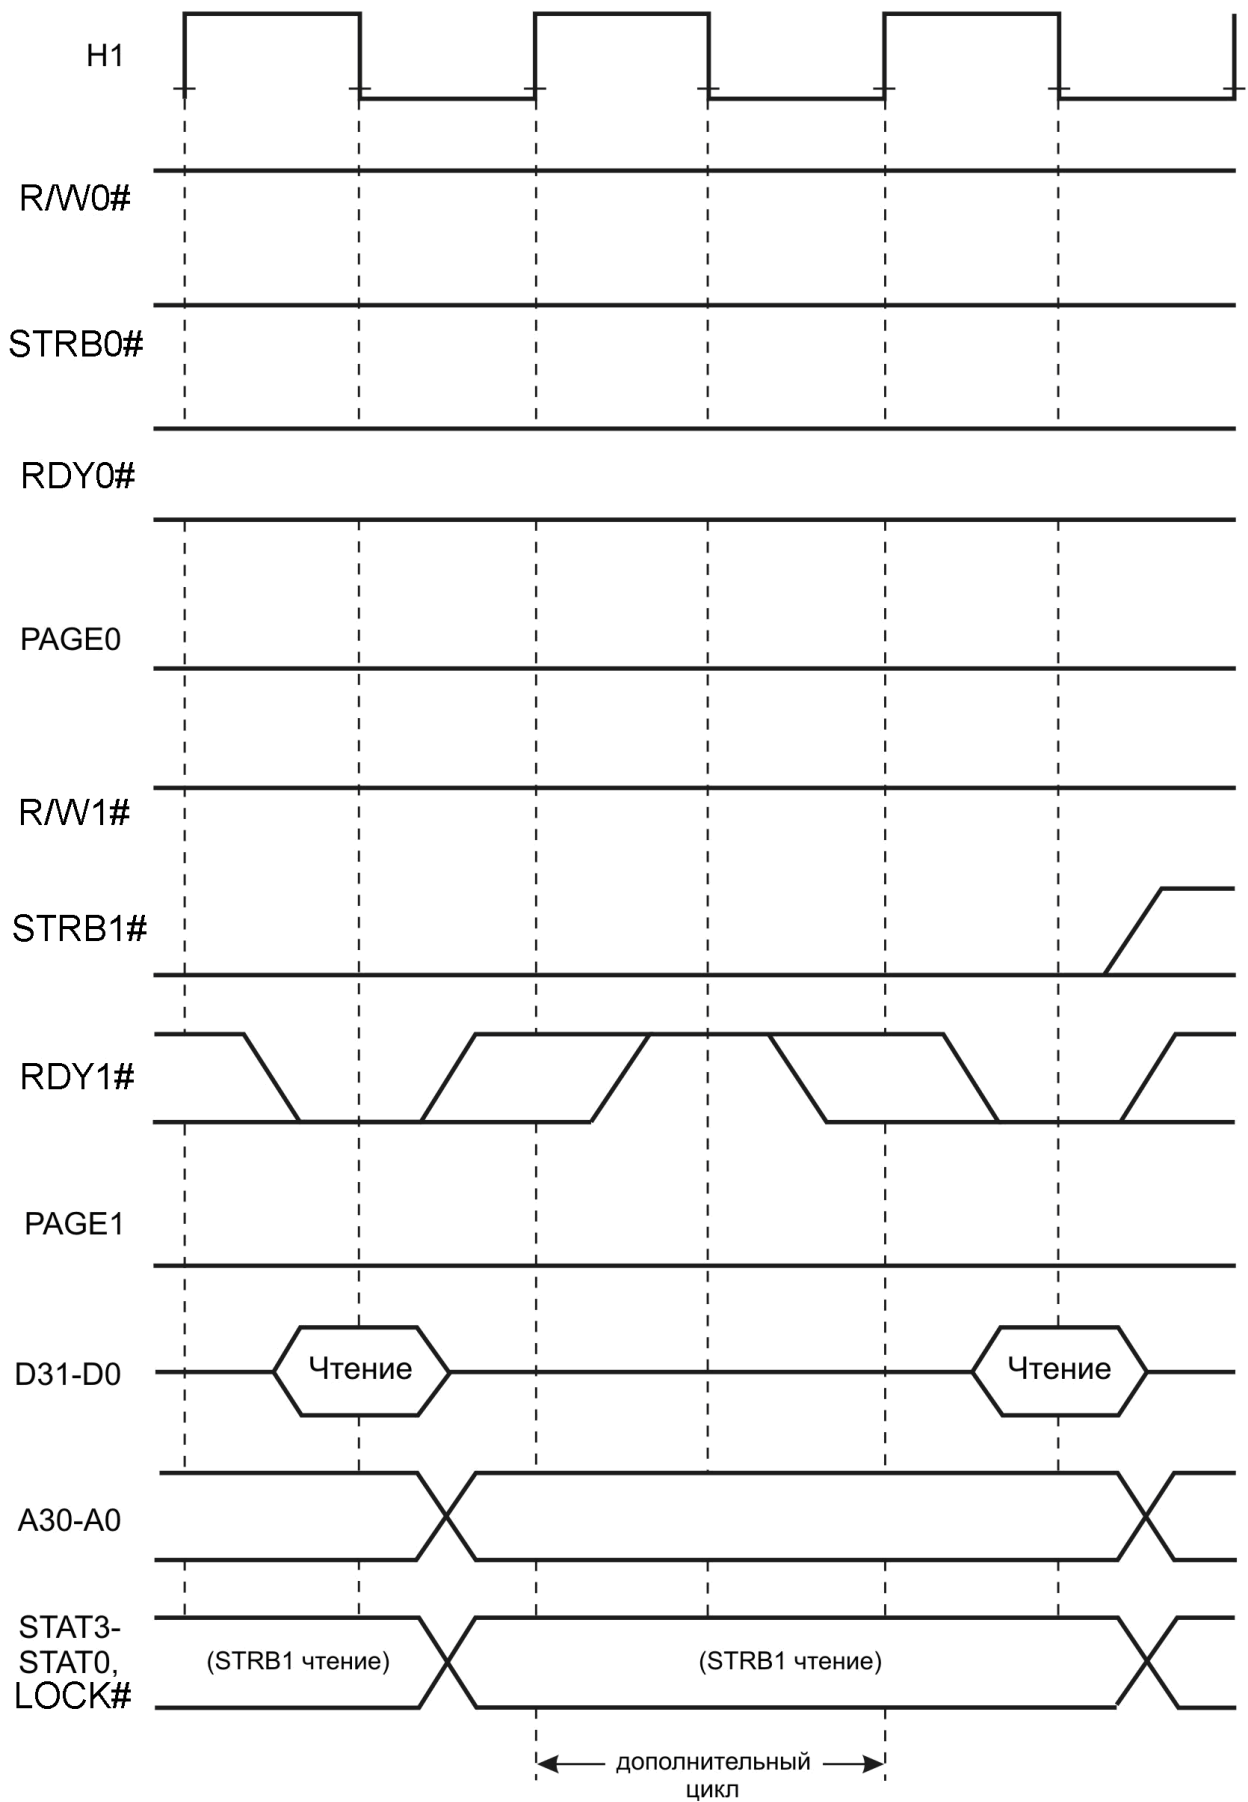 H1
R/W0#
STRB0#
RDY0#
PAGE0
R/W1#
STRB1#
RDY1#
PAGE1
D31-D0
Чтение
Чтение
A30-A0
STAT3-
STAT0,
LOCK#
(STRB1 чтение)
(STRB1 чтение)
дополнительный
цикл